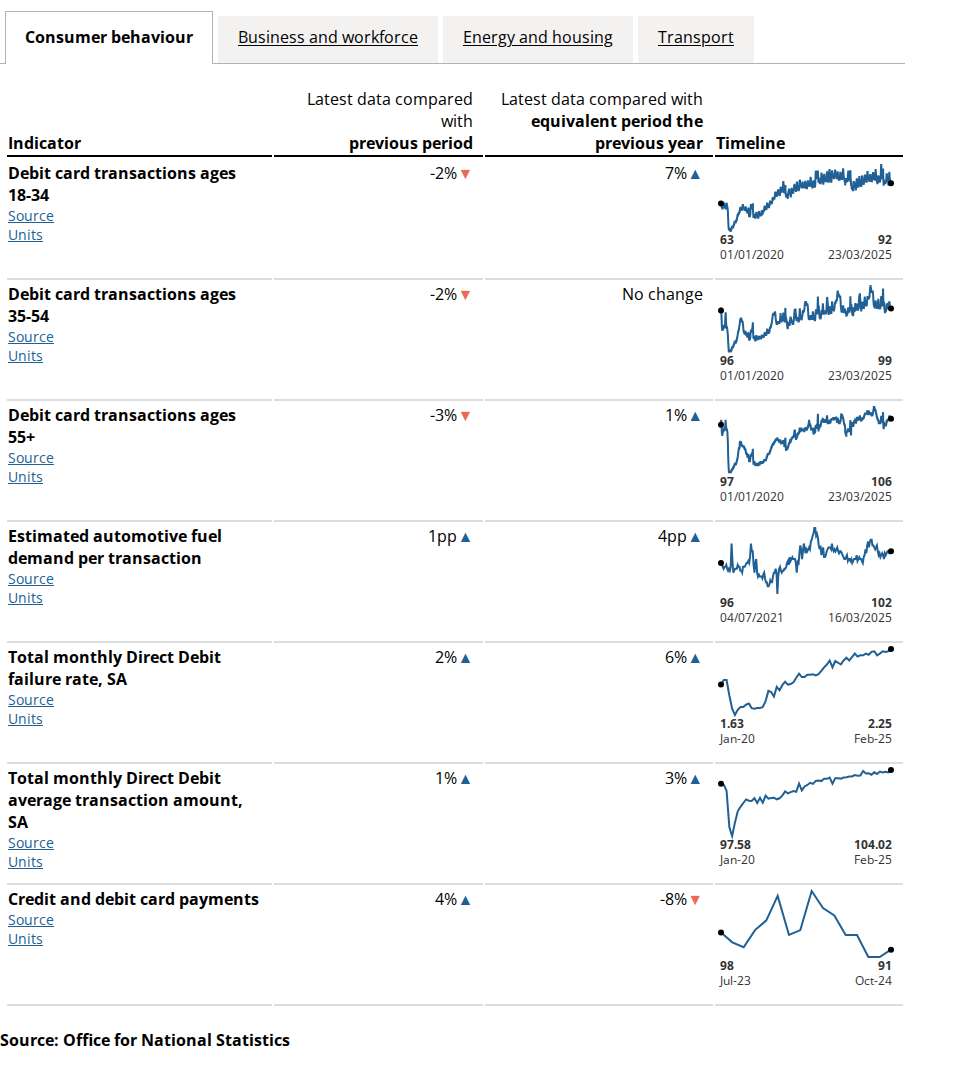 Consumer behaviour
Business and workforce
Energy and housing
Transport
Indicator
Latest data compared
with
previous period
Latest data compared with
equivalent period the
previous year
Timeline
Debit card transactions ages
18-34
Source
Units
-2% ▼
7% ▲
63
01/01/2020
92
23/03/2025
Debit card transactions ages
35-54
Source
Units
-2% ▼
No change
96
01/01/2020
99
23/03/2025
Debit card transactions ages
55+
Source
Units
-3% ▼
1% ▲
97
01/01/2020
106
23/03/2025
Estimated automotive fuel
demand per transaction
Source
Units
1pp ▲
4pp ▲
96
04/07/2021
102
16/03/2025
Total monthly Direct Debit
failure rate, SA
Source
Units
2% ▲
6% ▲
1.63
Jan-20
2.25
Feb-25
Total monthly Direct Debit
average transaction amount,
SA
Source
Units
1% ▲
3% ▲
97.58
Jan-20
104.02
Feb-25
Credit and debit card payments
Source
Units
4% ▲
-8% ▼
98
Jul-23
91
Oct-24
Source: Office for National Statistics